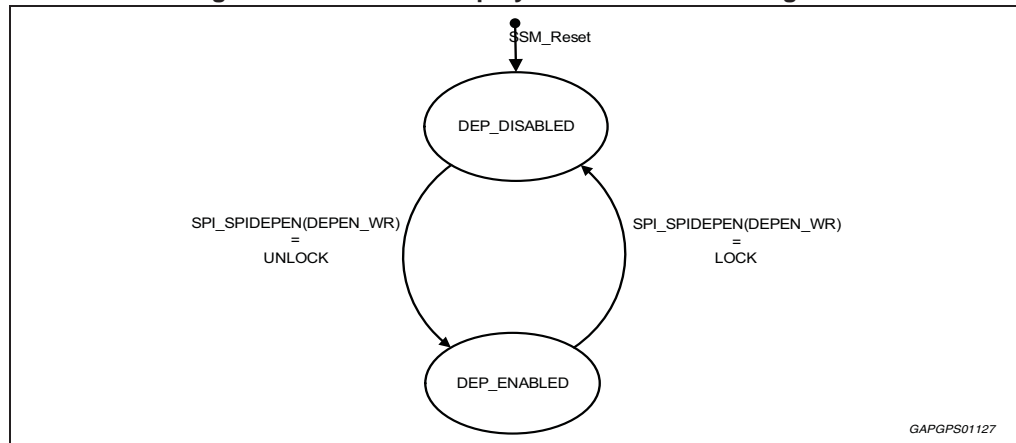 SSM_Reset
DEP_DISABLED
SPI_SPIDEPEN(DEPEN_WR)
=
UNLOCK
SPI_SPIDEPEN(DEPEN_WR)
=
LOCK
DEP_ENABLED
GAPGPS01127